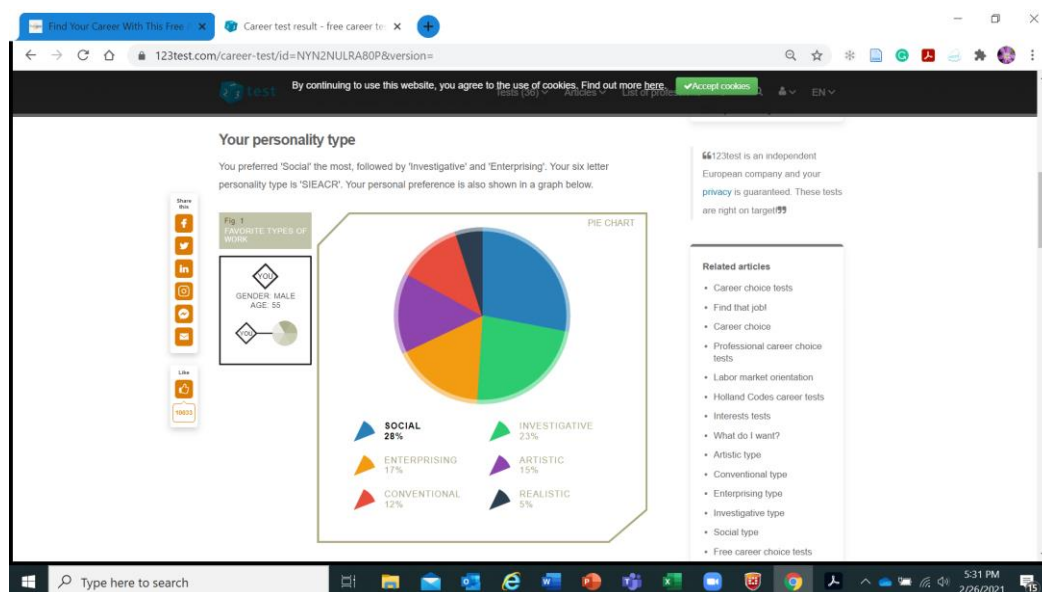 Find Your Career With This Free
Career test result - free career te
123test.com/career-test/id=NYN2NULRA80P&version=
test
By continuing to use this website, you agree to the use of cookies. Find out more here.
✔Accept cookies
Tests (36)
Articles
List of profes
EN
Your personality type
You preferred 'Social' the most, followed by 'Investigative' and 'Enterprising'. Your six letter
personality type is 'SIEACR'. Your personal preference is also shown in a graph below.
Share
this
Like
10833
Fig. 1
FAVORITE TYPES OF
WORK
YOU
GENDER: MALE
AGE: 55
YOU
PIE CHART
SOCIAL
28%
INVESTIGATIVE
23%
ENTERPRISING
17%
ARTISTIC
15%
CONVENTIONAL
12%
REALISTIC
5%
123test is an independent
European company and your
privacy is guaranteed. These tests
are right on target!
Related articles
Career choice tests
Find that job!
Career choice
Professional career choice
tests
Labor market orientation
Holland Codes career tests
Interests tests
What do I want?
Artistic type
Conventional type
Enterprising type
Investigative type
Social type
Free career choice tests
Type here to search
5:31 PM
2/26/2021
15